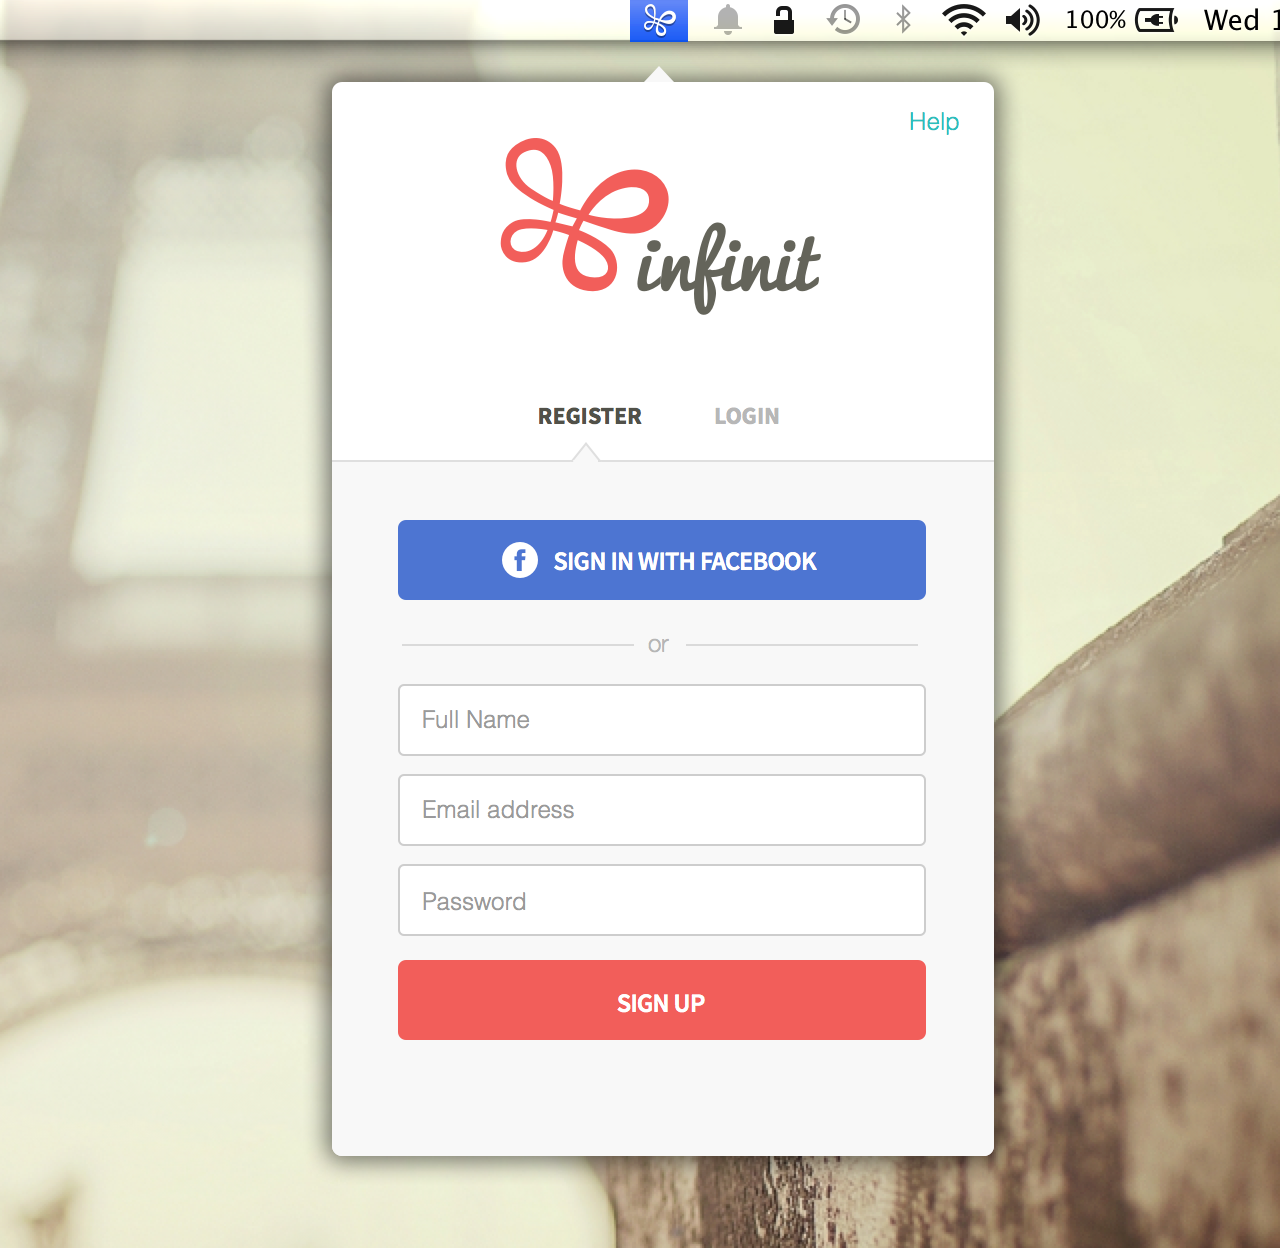 100% Wed 1
Help
infinit
REGISTER LOGIN
f SIGN IN WITH FACEBOOK
or
Full Name
Email address
Password
SIGN UP